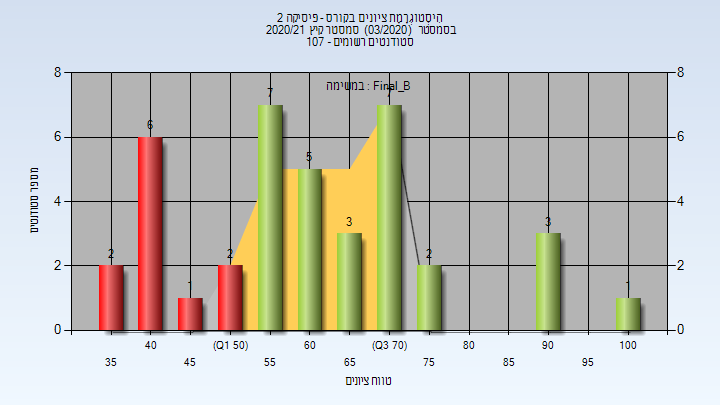 היסטוגרמת ציונים בקורס - פיסיקה 2
בסמסטר (03/2020) סמסטר קיץ 2020/21
סטודנטים רשומים - 107
במשימה : Final_B
מספר סטודנטים
8 8
6 6
4 4
2 2
0 0
2 6 1 2 7 5 3 7 2 3 1
40 (Q1 50) 60 (Q3 70) 80 90 100
35 45 55 65 75 85 95
טווח ציונים